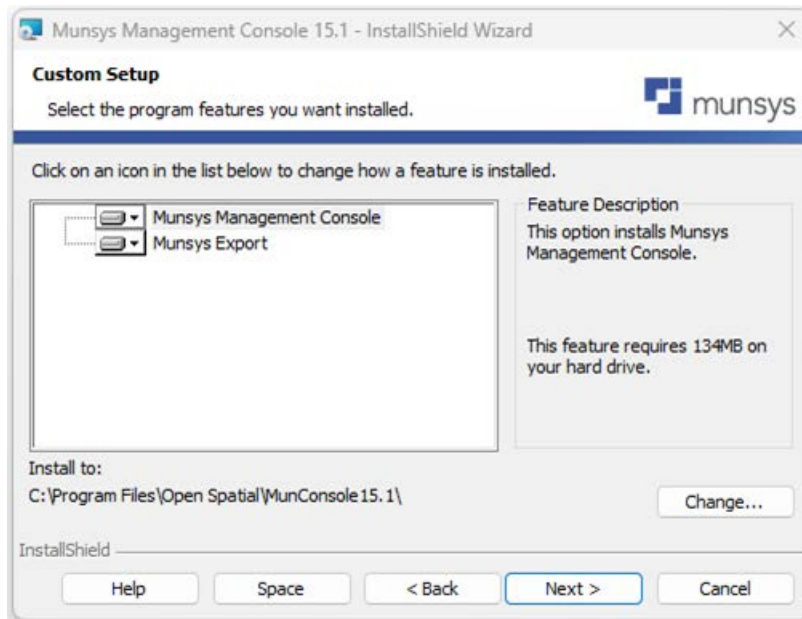 Munsys Management Console 15.1 - InstallShield Wizard
Custom Setup
Select the program features you want installed.
munsys
Click on an icon in the list below to change how a feature is installed.
Munsys Management Console
Munsys Export
Feature Description
This option installs Munsys
Management Console.
This feature requires 134MB on
your hard drive.
Install to:
C:\Program Files\Open Spatial\MunConsole15.1\
Change...
InstallShield
Help
Space
< Back
Next >
Cancel